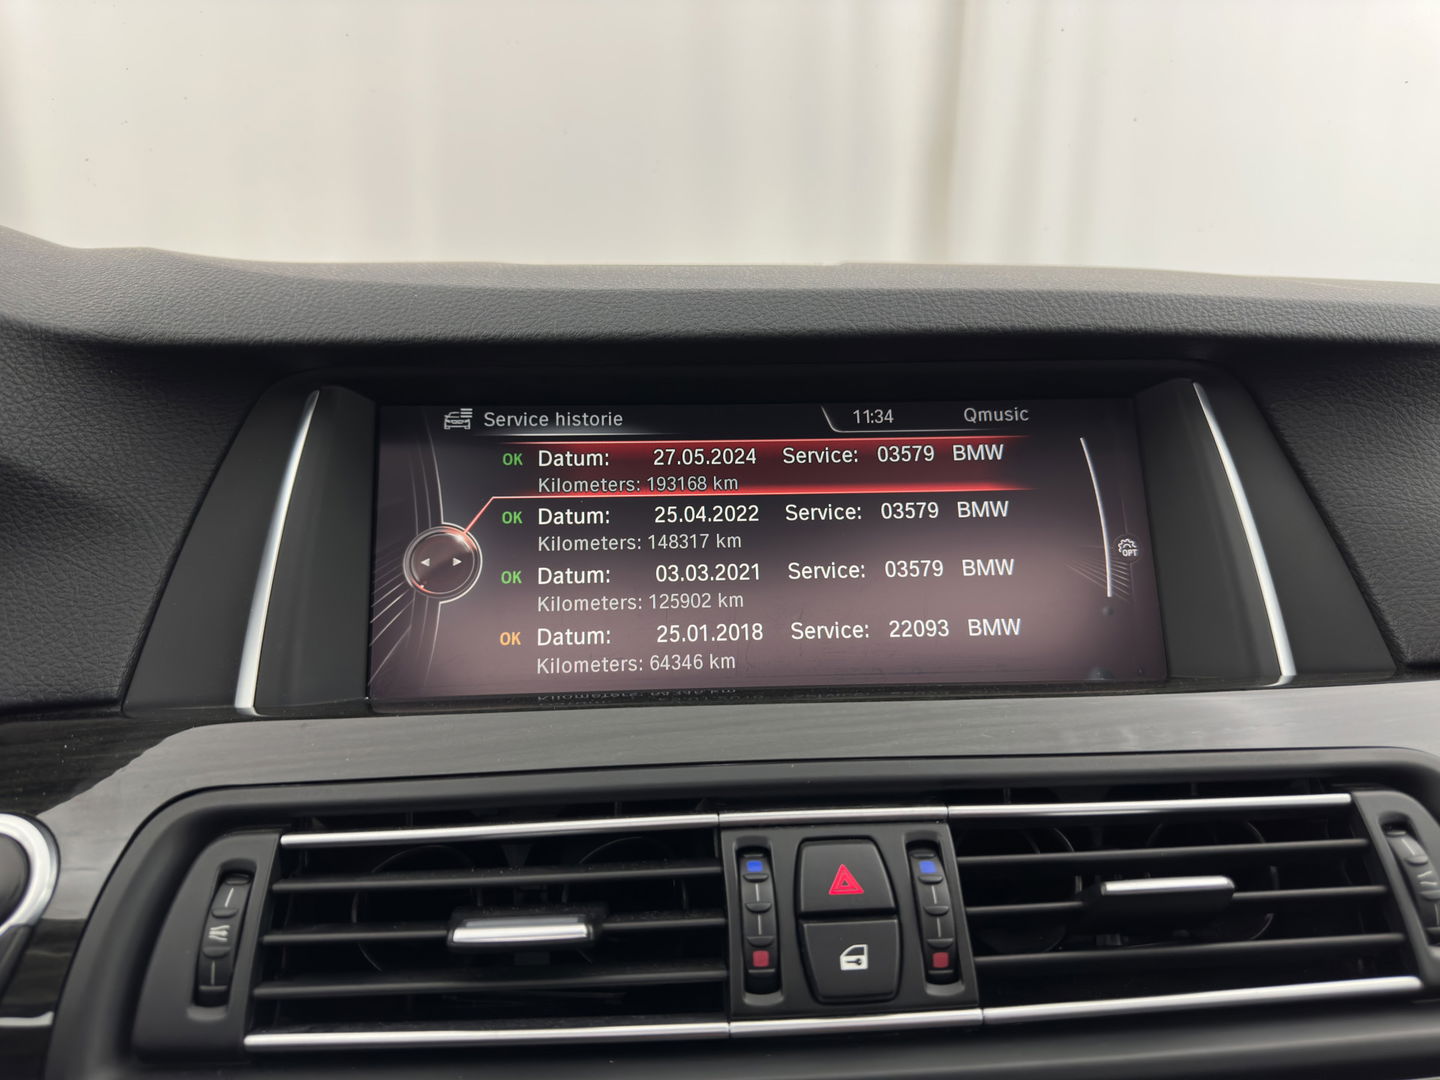 Service historie 11:34 Qmusic
OK Datum: 27.05.2024 Service: 03579 BMW
Kilometers: 193168 km
OK Datum: 25.04.2022 Service: 03579 BMW
Kilometers: 148317 km
OK Datum: 03.03.2021 Service: 03579 BMW
Kilometers: 125902 km
OK Datum: 25.01.2018 Service: 22093 BMW
Kilometers: 64346 km
OPT